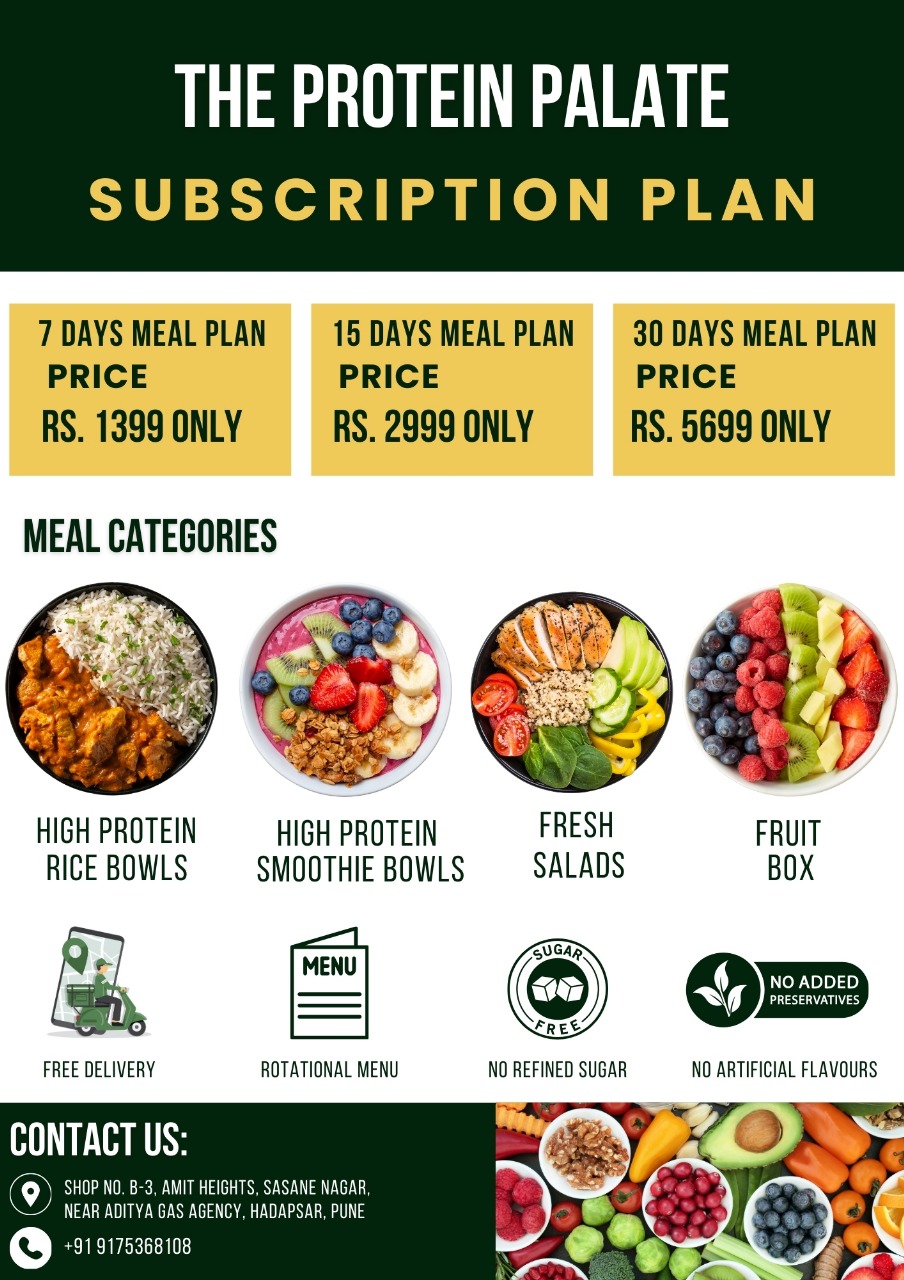 THE PROTEIN PALATE
SUBSCRIPTION PLAN
7 DAYS MEAL PLAN
PRICE
RS. 1399 ONLY
15 DAYS MEAL PLAN
PRICE
RS. 2999 ONLY
30 DAYS MEAL PLAN
PRICE
RS. 5699 ONLY
MEAL CATEGORIES
HIGH PROTEIN
RICE BOWLS
HIGH PROTEIN
SMOOTHIE BOWLS
FRESH
SALADS
FRUIT
BOX
FREE DELIVERY
MENU
ROTATIONAL MENU
SUGAR
FREE
NO REFINED SUGAR
NO ADDED
PRESERVATIVES
NO ARTIFICIAL FLAVOURS
CONTACT US:
SHOP NO. B-3, AMIT HEIGHTS, SASANE NAGAR,
NEAR ADITYA GAS AGENCY, HADAPSAR, PUNE
+91 9175368108